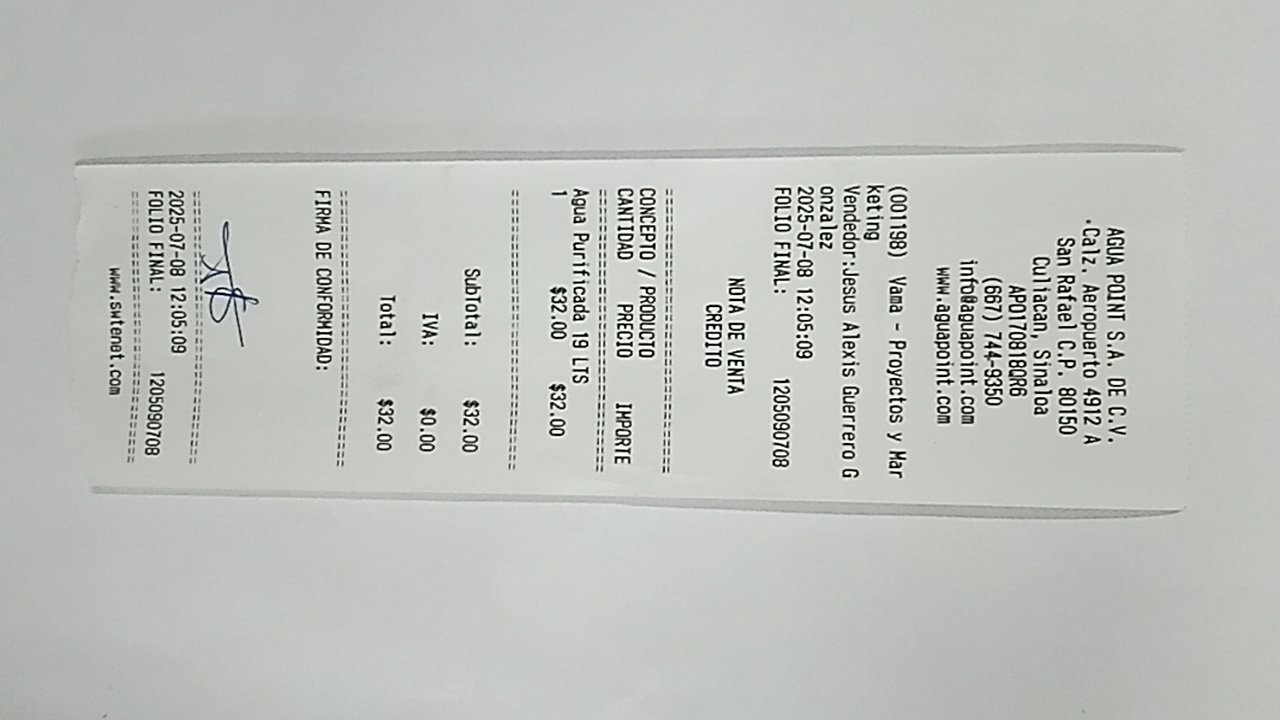 AGUA POINT S.A. DE C.V.
.Calz. Aeropuerto 4912 A
San Rafael C.P. 80150
Culiacan, Sinaloa
APO170818QR6
(667) 744-9350
info@aguapoint.com
www.aguapoint.com
(001198) Vama - Proyectos y Mar
keting
Vendedor:Jesus Alexis Guerrero G
onzalez
2025-07-08 12:05:09
FOLIO FINAL: 1205090708
NOTA DE VENTA
CREDITO
===================================
CONCEPTO / PRODUCTO
CANTIDAD PRECIO IMPORTE
===================================
Agua Purificada 19 LTS
1 $32.00 $32.00
===================================
SubTotal: $32.00
IVA: $0.00
Total: $32.00
===================================
FIRMA DE CONFORMIDAD:
===================================
2025-07-08 12:05:09
FOLIO FINAL: 1205090708
===================================
www.swtenet.com